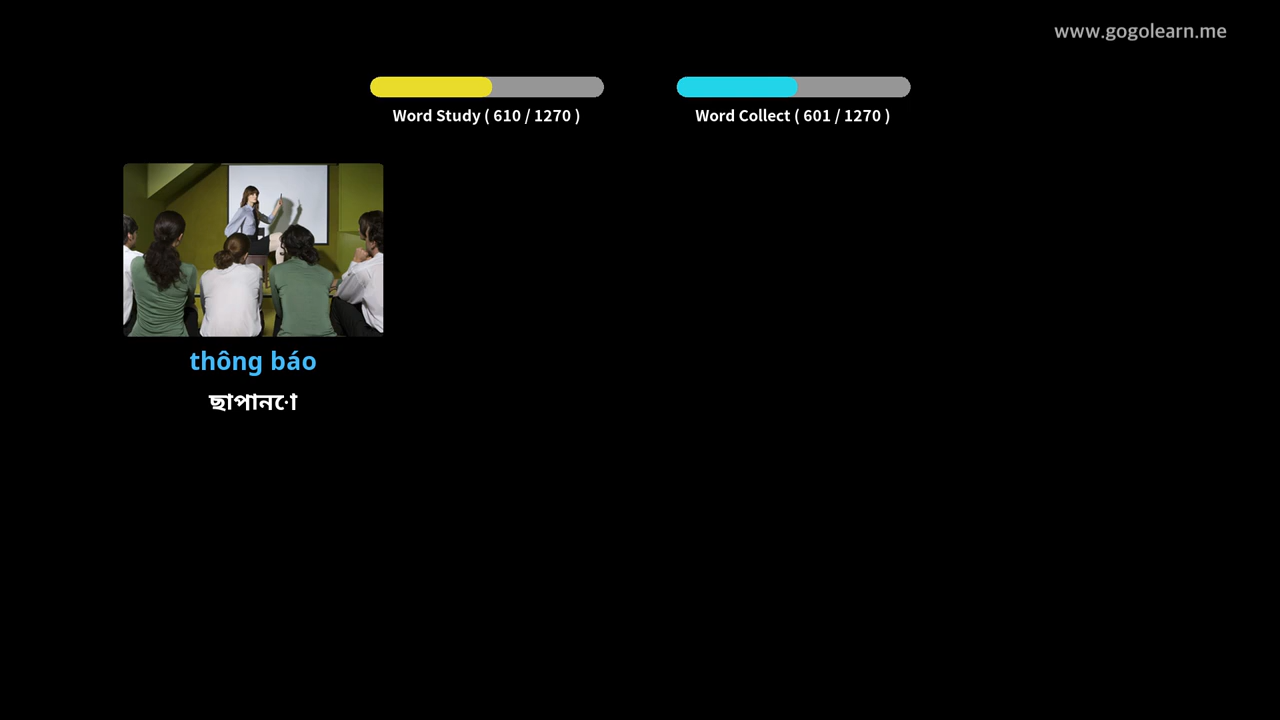 www.gogolearn.me
Word Study ( 610 / 1270 )
Word Collect ( 601 / 1270 )
thông báo
ছাপানো